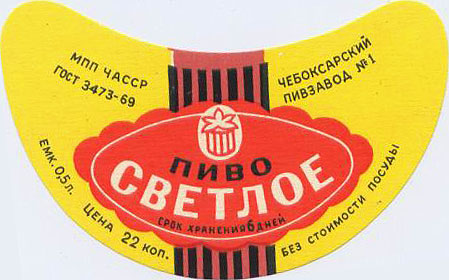 МПП ЧАССР
ГОСТ 3473-69
ЧЕБОКСАРСКИЙ
ПИВЗАВОД №1
ПИВО
СВЕТЛОЕ
СРОК ХРАНЕНИЯ 6 ДНЕЙ
ЕМК. 0,5 Л. ЦЕНА 22 КОП. БЕЗ СТОИМОСТИ ПОСУДЫ